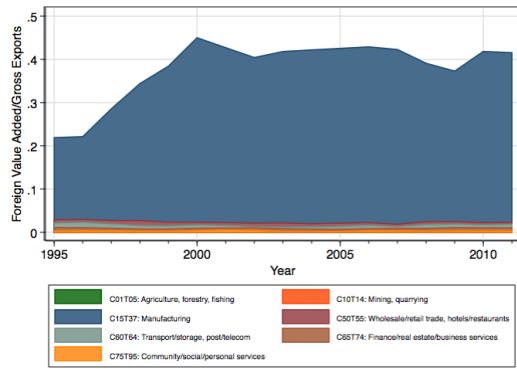 Foreign Value Added/Gross Exports
.5
.4
.3
.2
.1
0
1995
2000
2005
2010
Year
C01T05: Agriculture, forestry, fishing
C10T14: Mining, quarrying
C15T37: Manufacturing
C50T55: Wholesale/retail trade, hotels/restaurants
C60T64: Transport/storage, post/telecom
C65T74: Finance/real estate/business services
C75T95: Community/social/personal services